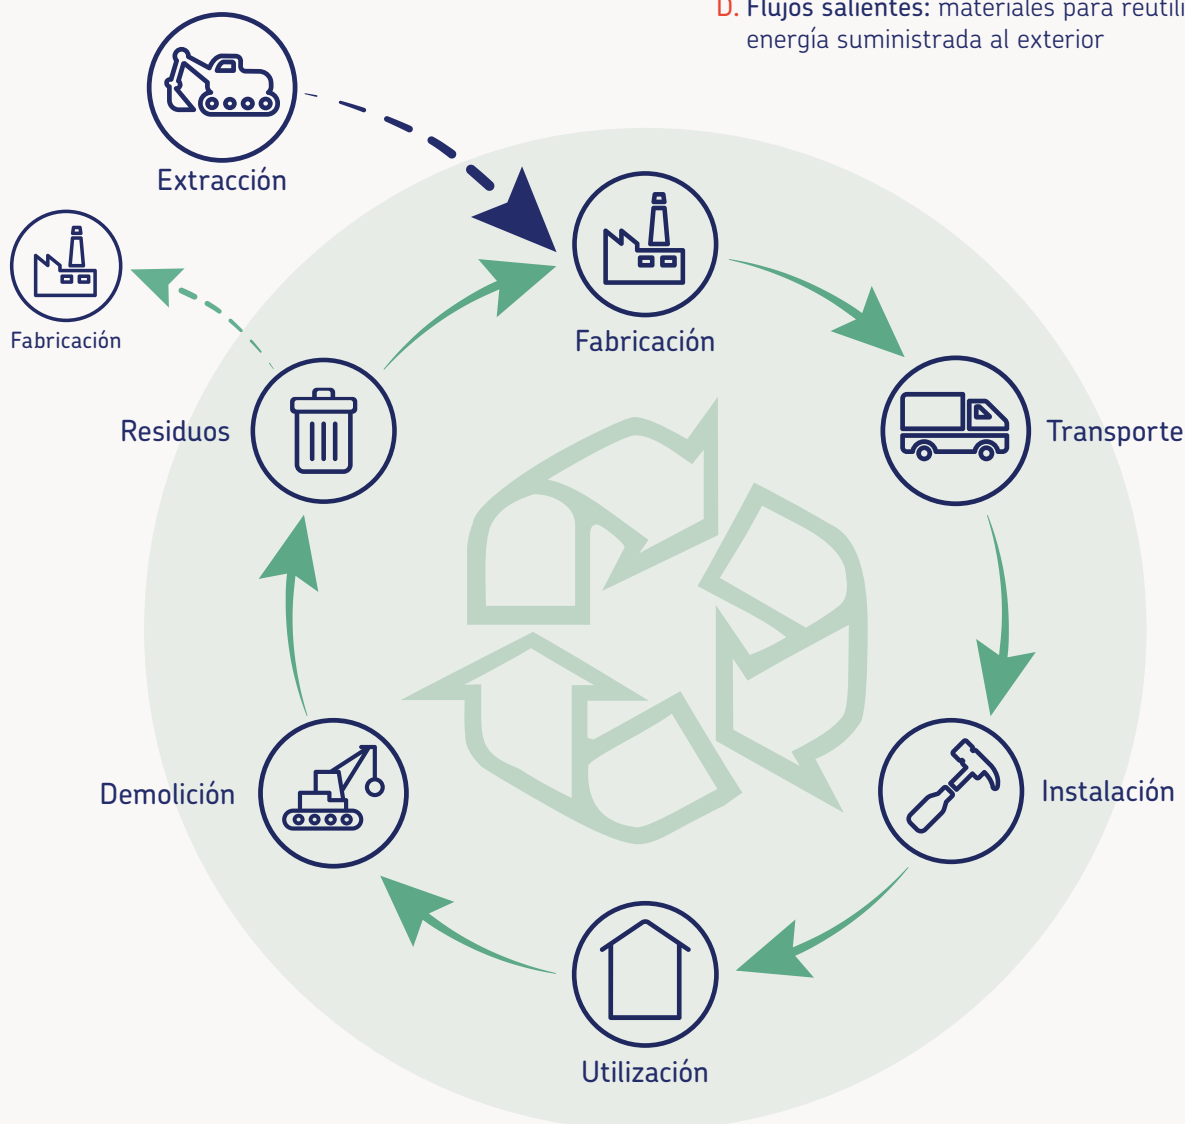 D. Flujos salientes: materiales para
energía suministrada al exterior
Extracción
Fabricación
Fabricación
Residuos
Transporte
Demolición
Instalación
Utilización